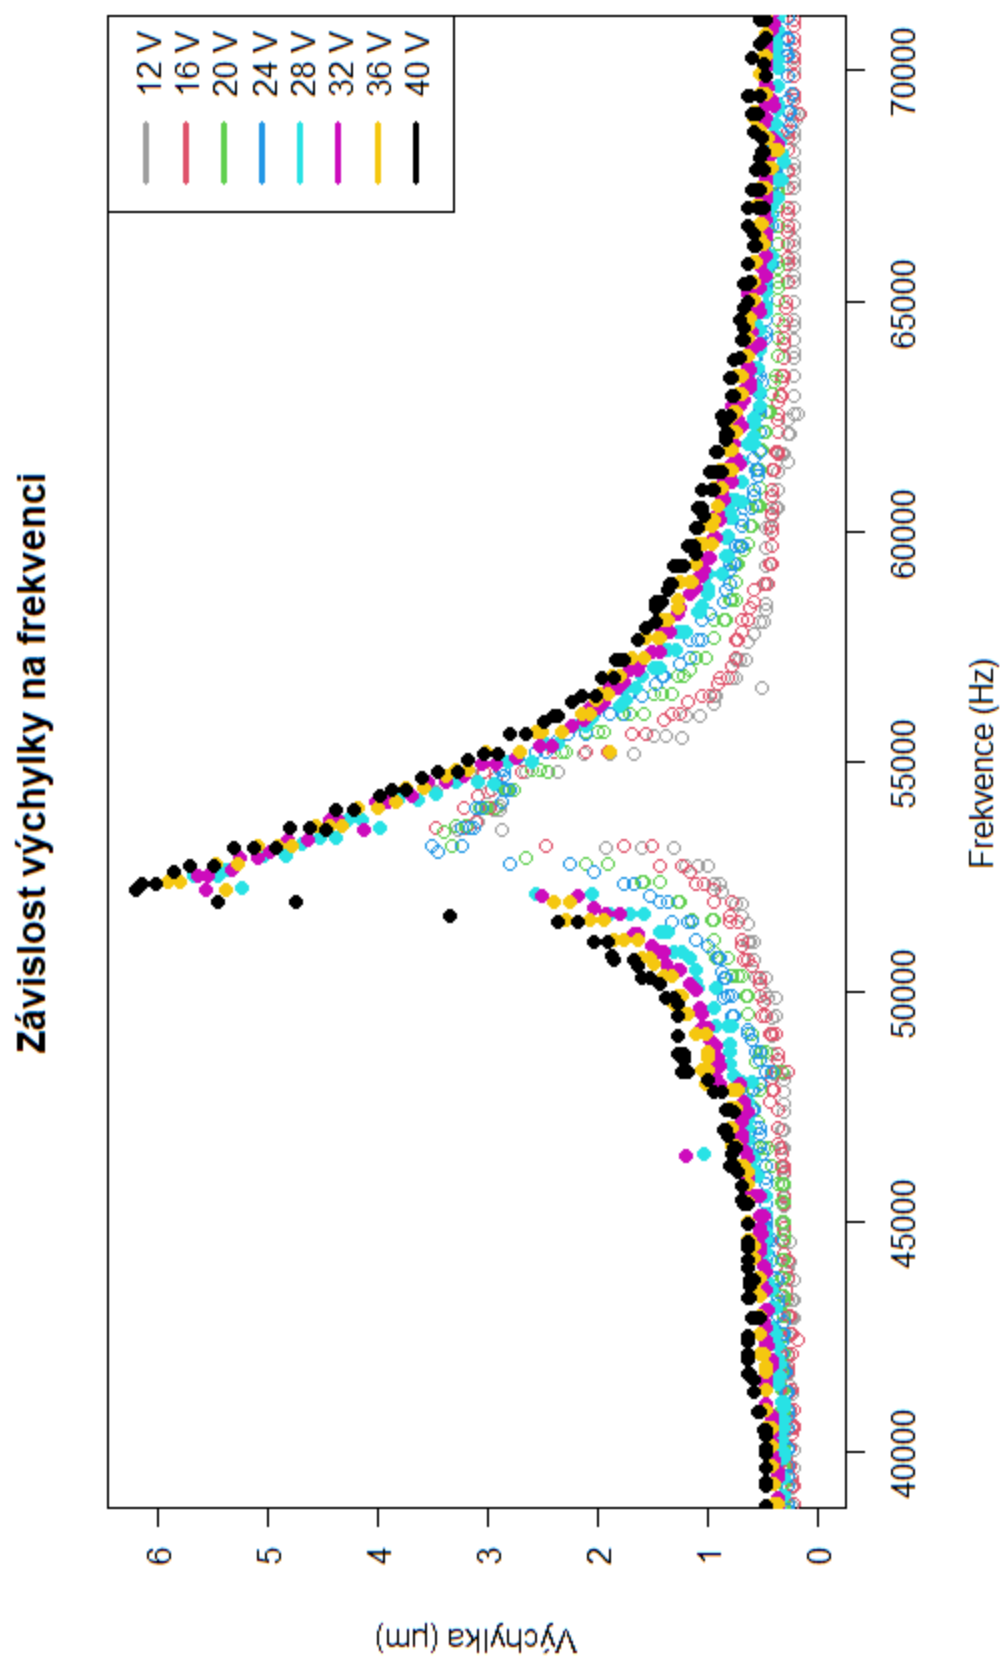 Závislost výchylky na frekvenci
12 V
16 V
20 V
24 V
28 V
32 V
36 V
40 V
6
5
4
3
2
1
0
Výchylka (µm)
40000
45000
50000
55000
60000
65000
70000
Frekvence (Hz)